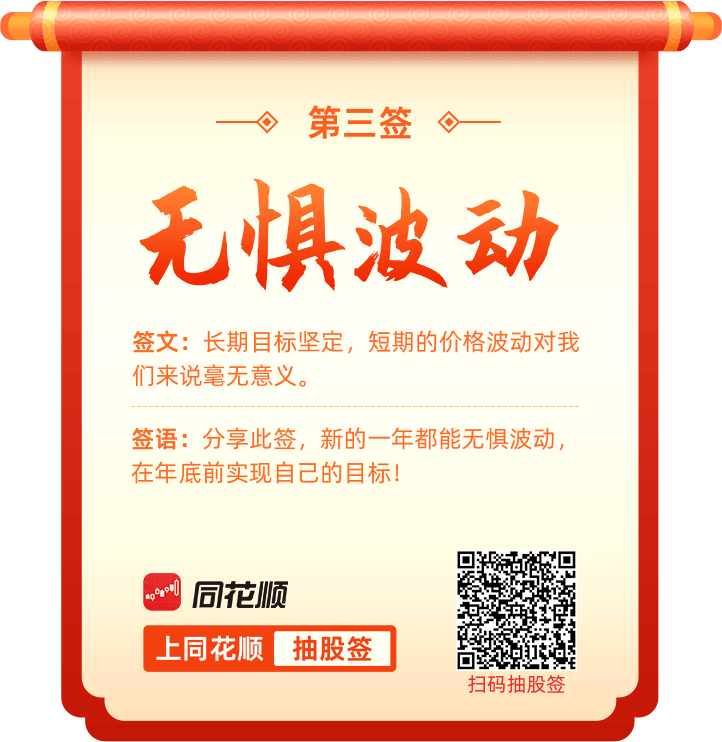 第三签
无惧波动
签文：长期目标坚定，短期的价格波动对我
们来说毫无意义。
签语：分享此签，新的一年都能无惧波动，
在年底前实现自己的目标！
同花顺
上同花顺 抽股签
扫码抽股签